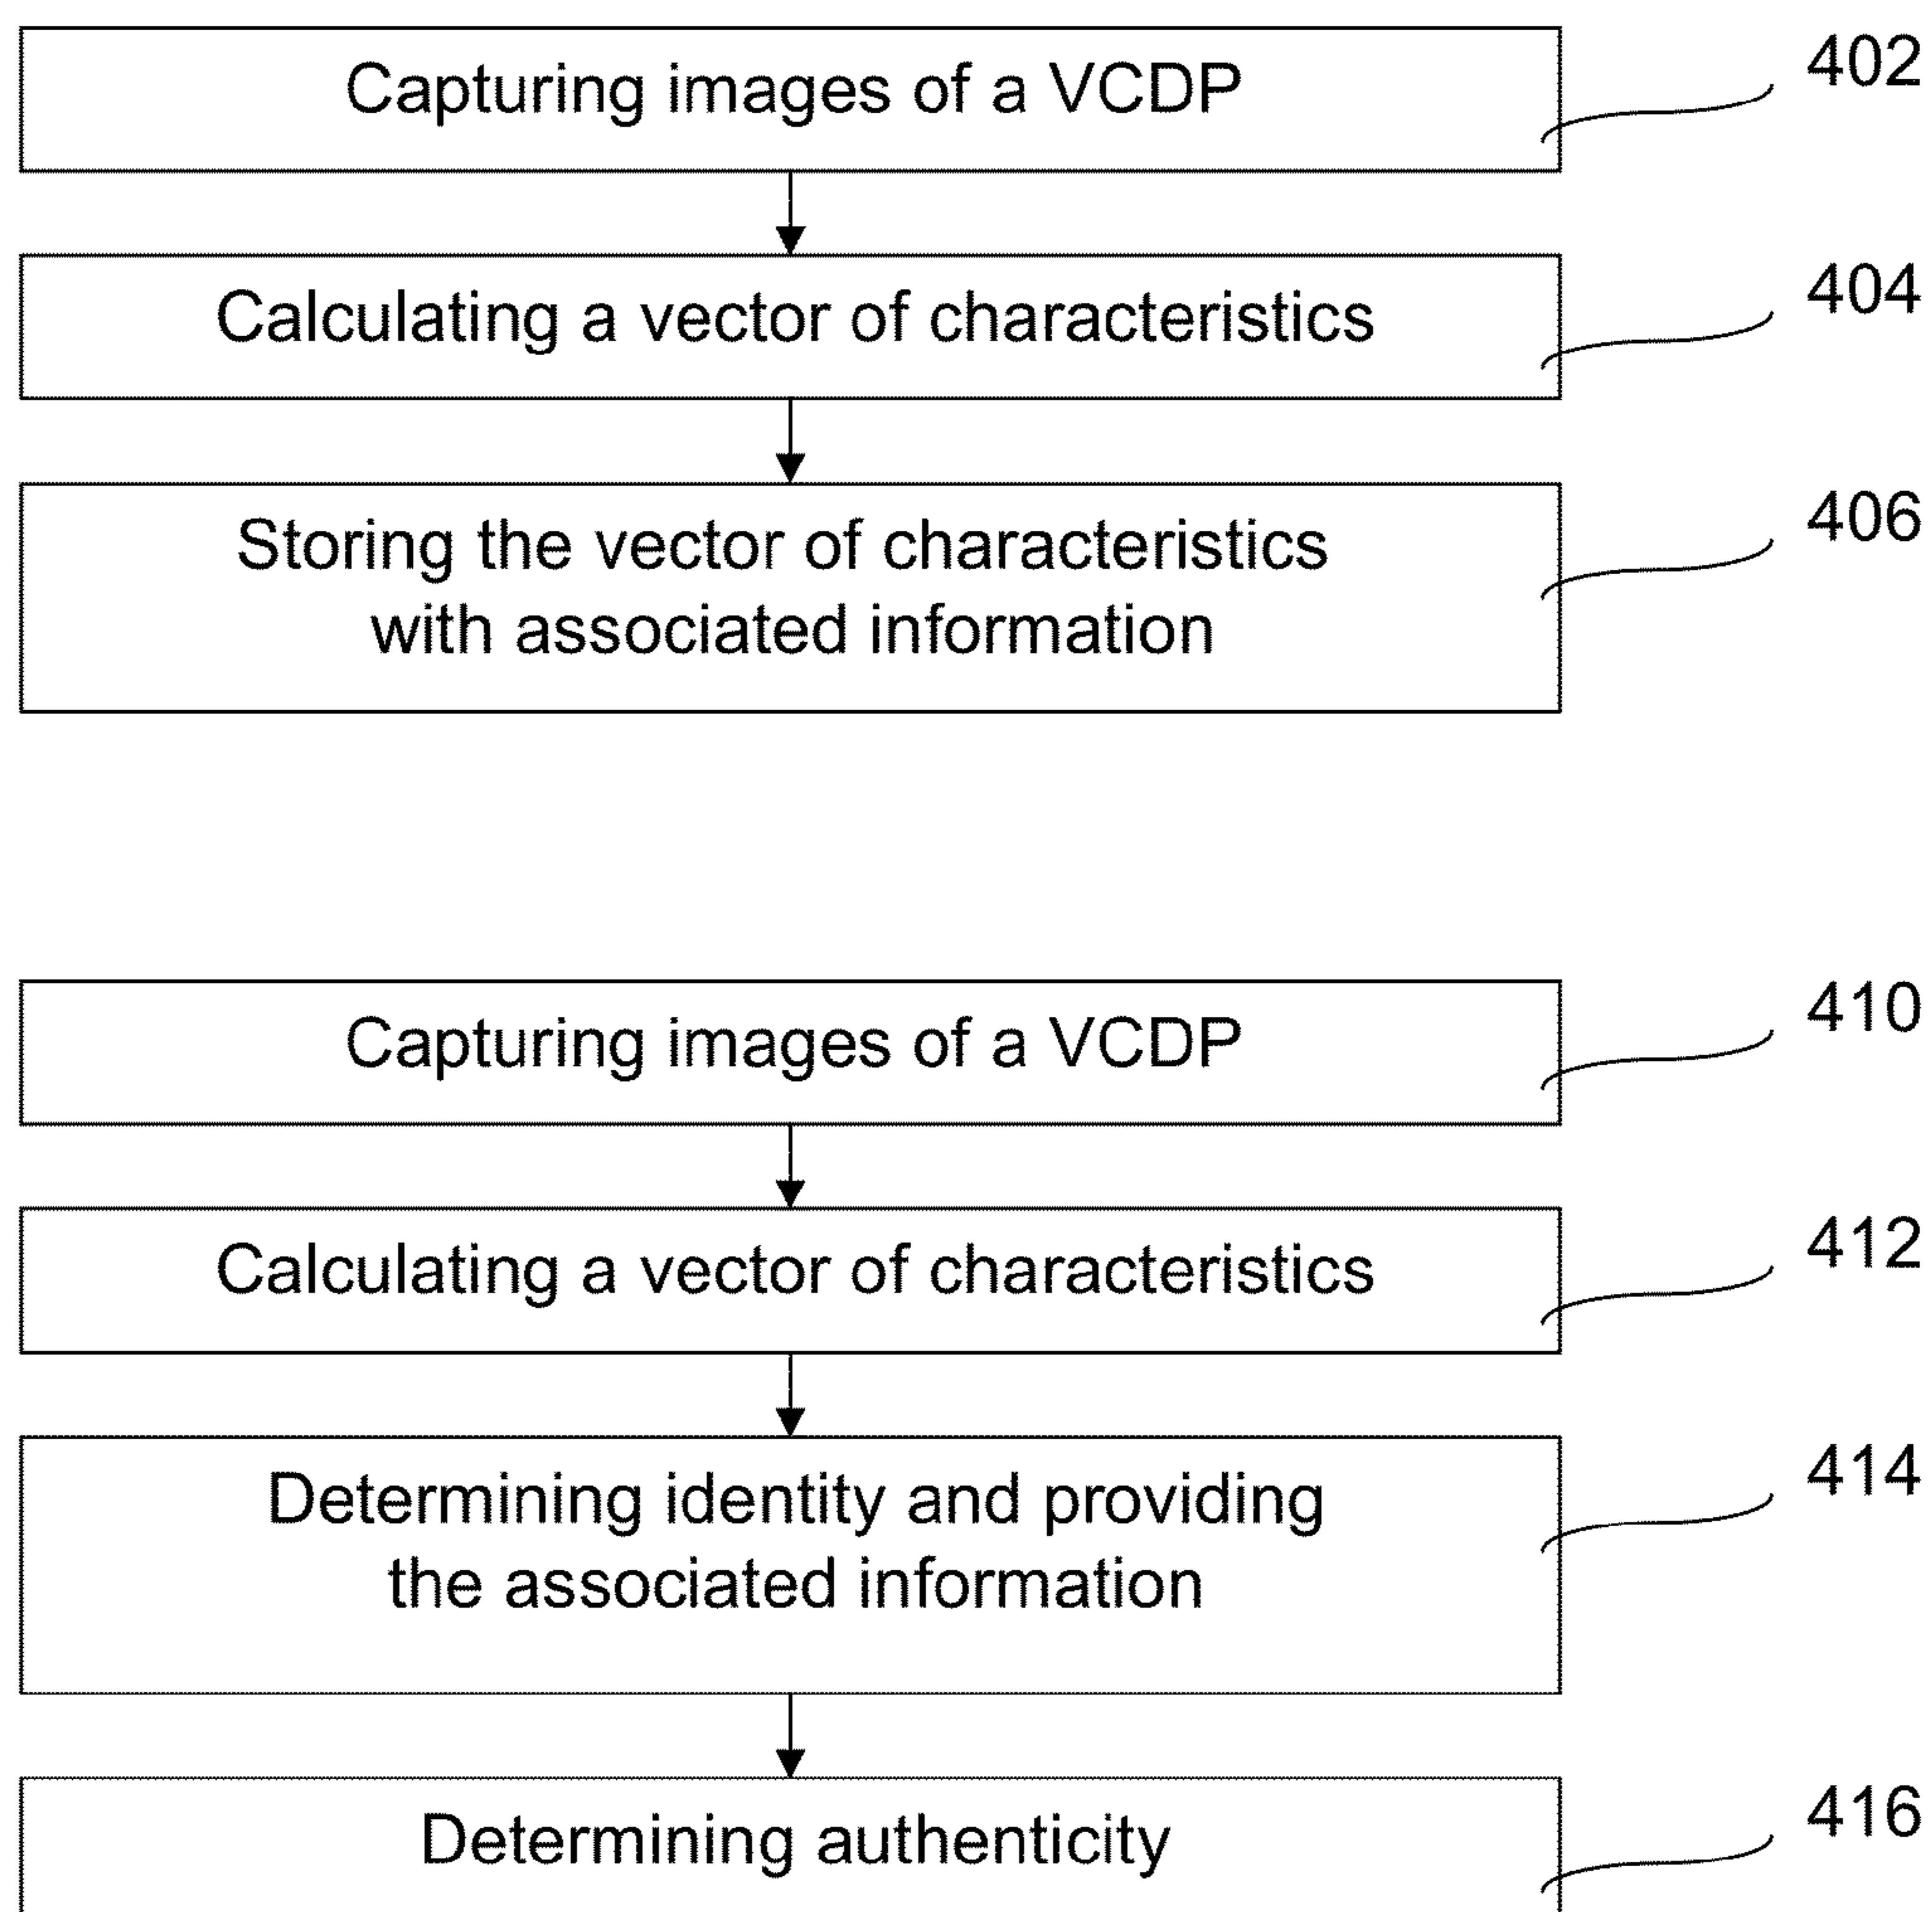 Capturing images of a VCDP
402
Calculating a vector of characteristics
404
Storing the vector of characteristics
with associated information
406
Capturing images of a VCDP
410
Calculating a vector of characteristics
412
Determining identity and providing
the associated information
414
Determining authenticity
416